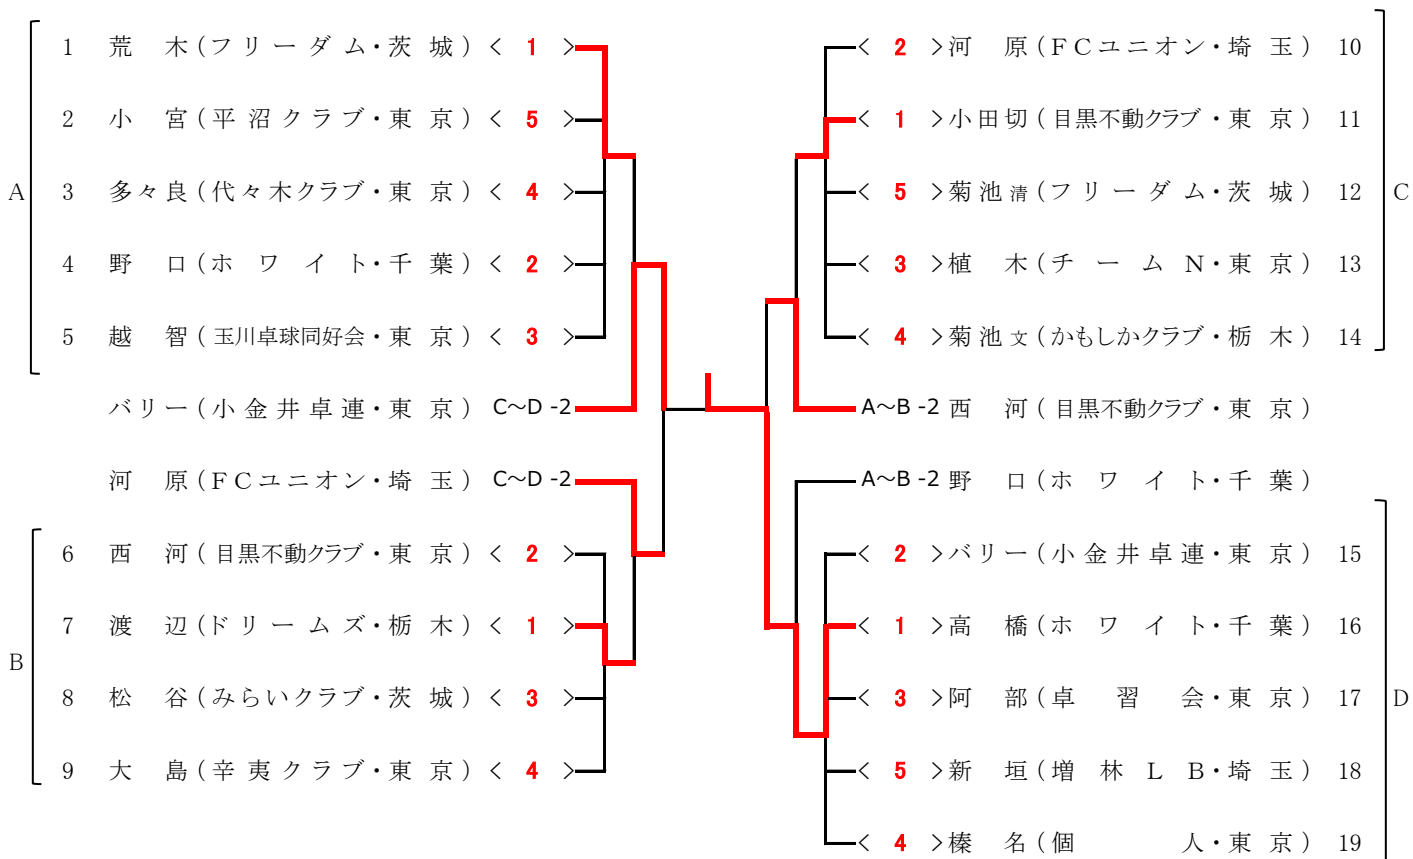 A
1 荒 木(フリーダム・茨 城) < 1 >
2 小 宮(平沼クラブ・東 京) < 5 >
3 多々良(代々木クラブ・東 京) < 4 >
4 野 口(ホワイト・千 葉) < 2 >
5 越 智(玉川卓球同好会・東 京) < 3 >
バリー(小金井卓連・東 京) C～D -2
河 原(FCユニオン・埼 玉) C～D -2
B
6 西 河(目黒不動クラブ・東 京) < 2 >
7 渡 辺(ドリームズ・栃 木) < 1 >
8 松 谷(みらいクラブ・茨 城) < 3 >
9 大 島(辛夷クラブ・東 京) < 4 >
C
< 2 >河 原(FCユニオン・埼 玉) 10
< 1 >小田切(目黒不動クラブ・東 京) 11
< 5 >菊池清(フリーダム・茨 城) 12
< 3 >植 木(チームN・東 京) 13
< 4 >菊池文(かもしかクラブ・栃 木) 14
A～B -2 西 河(目黒不動クラブ・東 京)
A～B -2 野 口(ホワイト・千 葉)
D
< 2 >バリー(小金井卓連・東 京) 15
< 1 >高 橋(ホワイト・千 葉) 16
< 3 >阿 部(卓 習 会・東 京) 17
< 5 >新 垣(増林LB・埼 玉) 18
< 4 >榛 名(個 人・東 京) 19